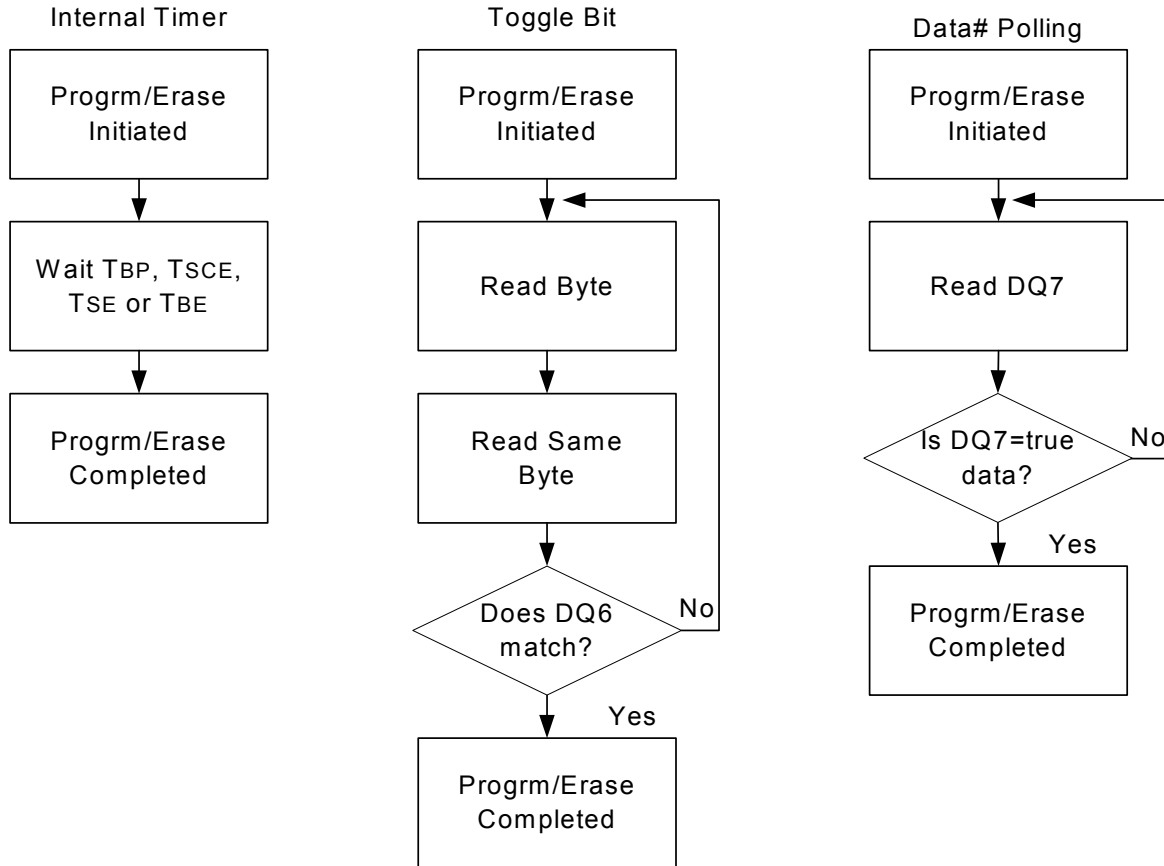 Internal Timer
Progrm/Erase
Initiated
Wait TBP, TSCE,
TSE or TBE
Progrm/Erase
Completed
Toggle Bit
Progrm/Erase
Initiated
Read Byte
Read Same
Byte
Does DQ6
match?
No
Yes
Progrm/Erase
Completed
Data# Polling
Progrm/Erase
Initiated
Read DQ7
Is DQ7=true
data?
No
Yes
Progrm/Erase
Completed